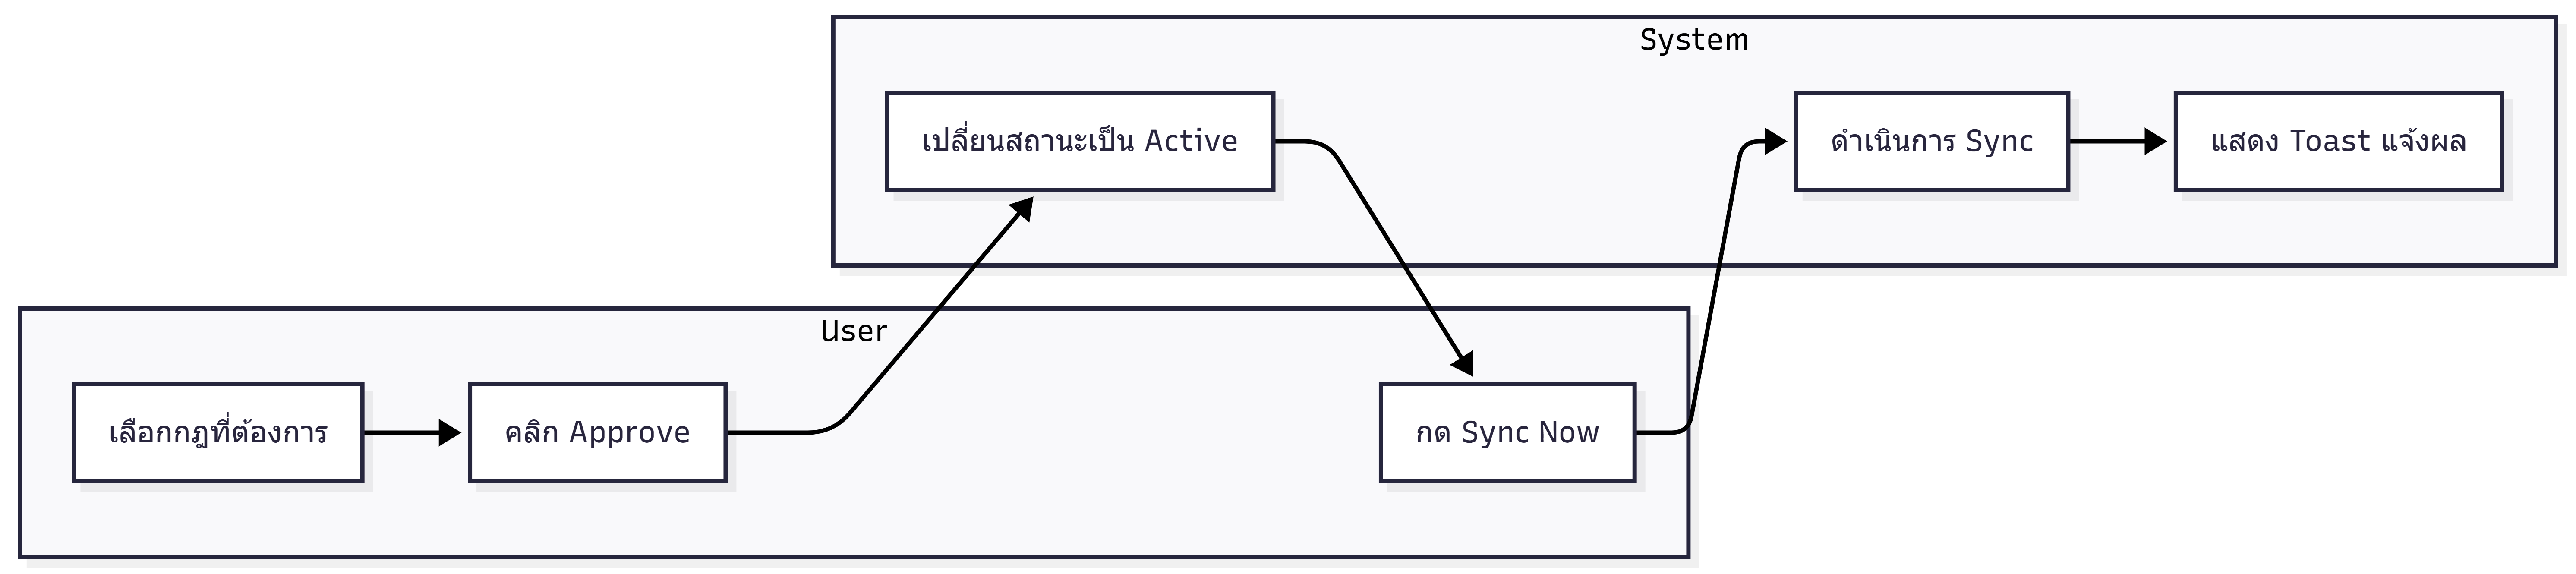 System
เปลี่ยนสถานะเป็น Active
ดำเนินการ Sync
แสดง Toast แจ้งผล
User
เลือกกฎที่ต้องการ
คลิก Approve
กด Sync Now